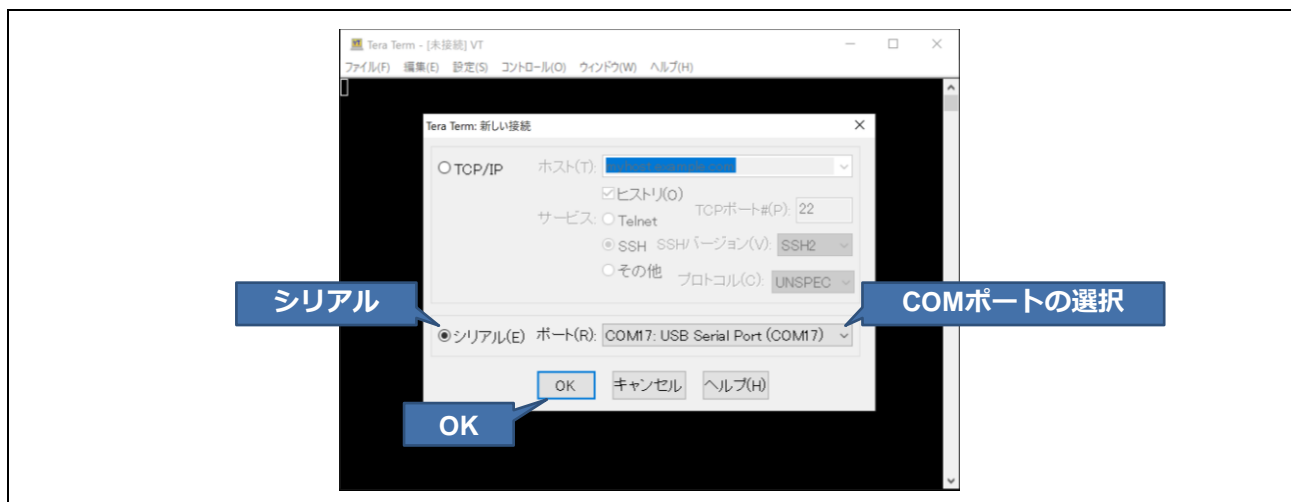 Tera Term - [未接続] VT
ファイル(F) 編集(E) 設定(S) コントロール(O) ウィンドウ(W) ヘルプ(H)
Tera Term: 新しい接続
TCP/IP ホスト(T):
ヒストリ(O)
サービス: Telnet TCPポート#(P): 22
SSH SSHバージョン(V): SSH2
その他 プロトコル(C): UNSPEC
シリアル
COMポートの選択
シリアル(E) ポート(R): COM17: USB Serial Port (COM17)
OK キャンセル ヘルプ(H)
OK